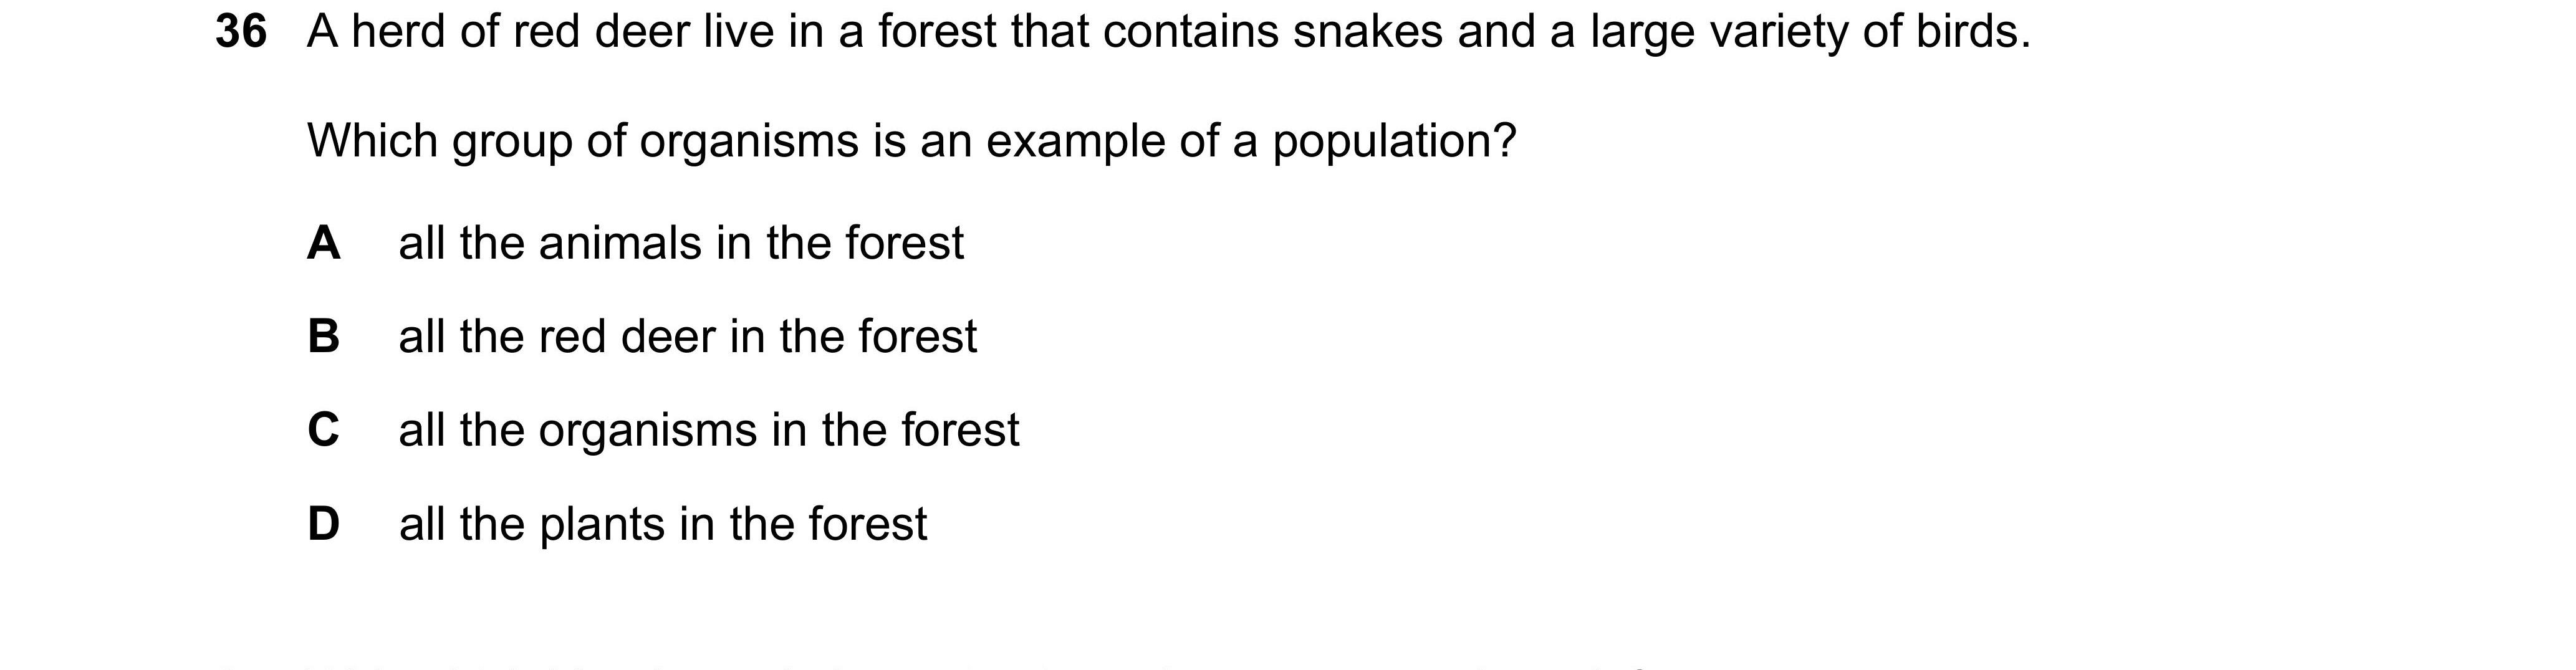 36 A herd of red deer live in a forest that contains snakes and a large variety of birds.
Which group of organisms is an example of a population?
A all the animals in the forest
B all the red deer in the forest
C all the organisms in the forest
D all the plants in the forest